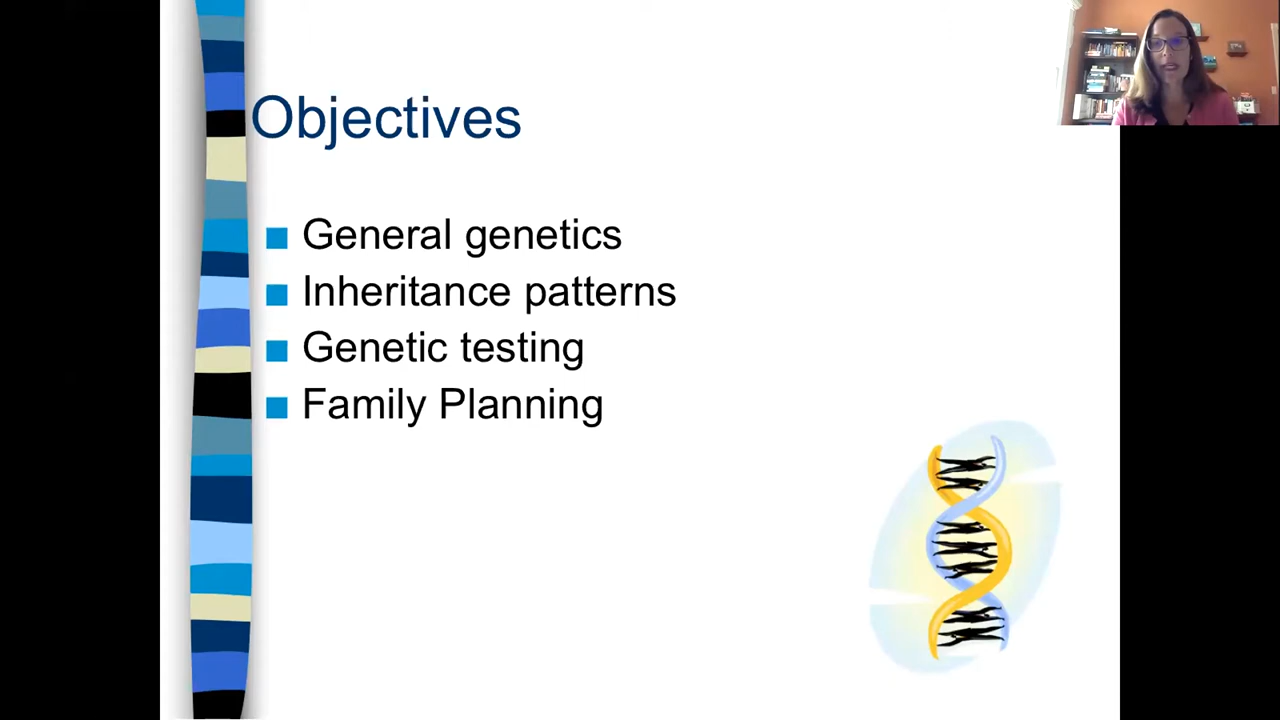 Objectives
General genetics
Inheritance patterns
Genetic testing
Family Planning